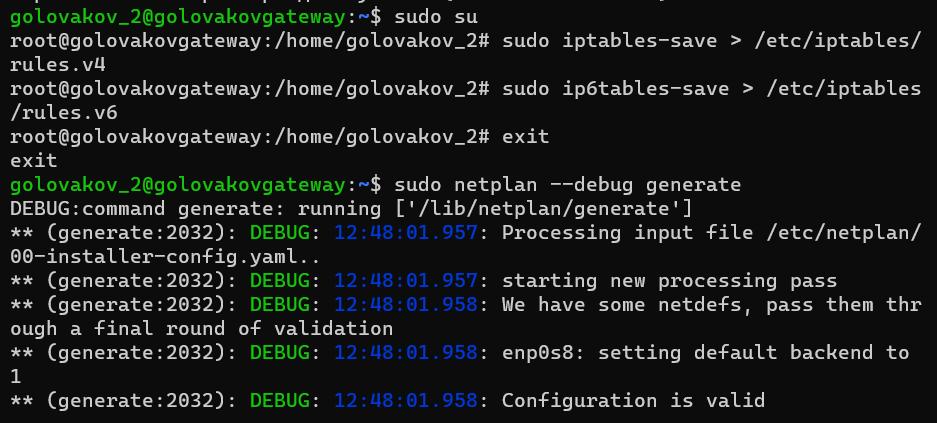 golovakov_2@golovakovgateway:~$ sudo su
root@golovakovgateway:/home/golovakov_2# sudo iptables-save > /etc/iptables/
rules.v4
root@golovakovgateway:/home/golovakov_2# sudo ip6tables-save > /etc/iptables
/rules.v6
root@golovakovgateway:/home/golovakov_2# exit
exit
golovakov_2@golovakovgateway:~$ sudo netplan --debug generate
DEBUG:command generate: running ['/lib/netplan/generate']
** (generate:2032): DEBUG: 12:48:01.957: Processing input file /etc/netplan/
00-installer-config.yaml..
** (generate:2032): DEBUG: 12:48:01.957: starting new processing pass
** (generate:2032): DEBUG: 12:48:01.958: We have some netdefs, pass them thr
ough a final round of validation
** (generate:2032): DEBUG: 12:48:01.958: enp0s8: setting default backend to
1
** (generate:2032): DEBUG: 12:48:01.958: Configuration is valid